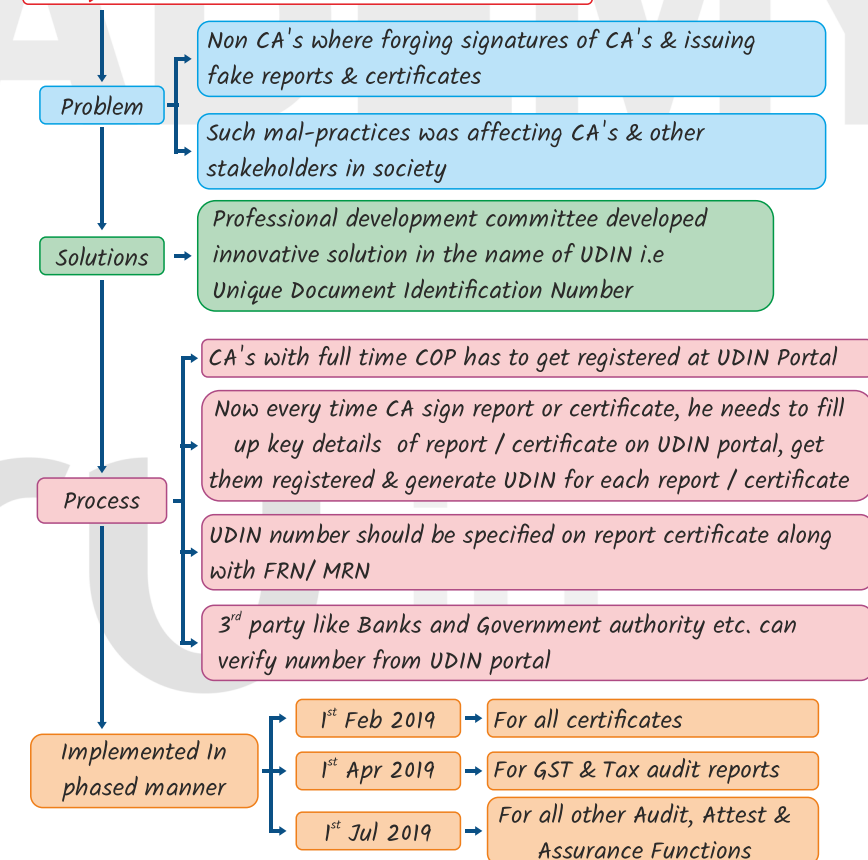 Problem
Non CA's where forging signatures of CA's & issuing
fake reports & certificates
Such mal-practices was affecting CA's & other
stakeholders in society
Solutions
Professional development committee developed
innovative solution in the name of UDIN i.e
Unique Document Identification Number
Process
CA's with full time COP has to get registered at UDIN Portal
Now every time CA sign report or certificate, he needs to fill
up key details of report / certificate on UDIN portal, get
them registered & generate UDIN for each report / certificate
UDIN number should be specified on report certificate along
with FRN/ MRN
3rd party like Banks and Government authority etc. can
verify number from UDIN portal
Implemented In
phased manner
1st Feb 2019
For all certificates
1st Apr 2019
For GST & Tax audit reports
1st Jul 2019
For all other Audit, Attest &
Assurance Functions